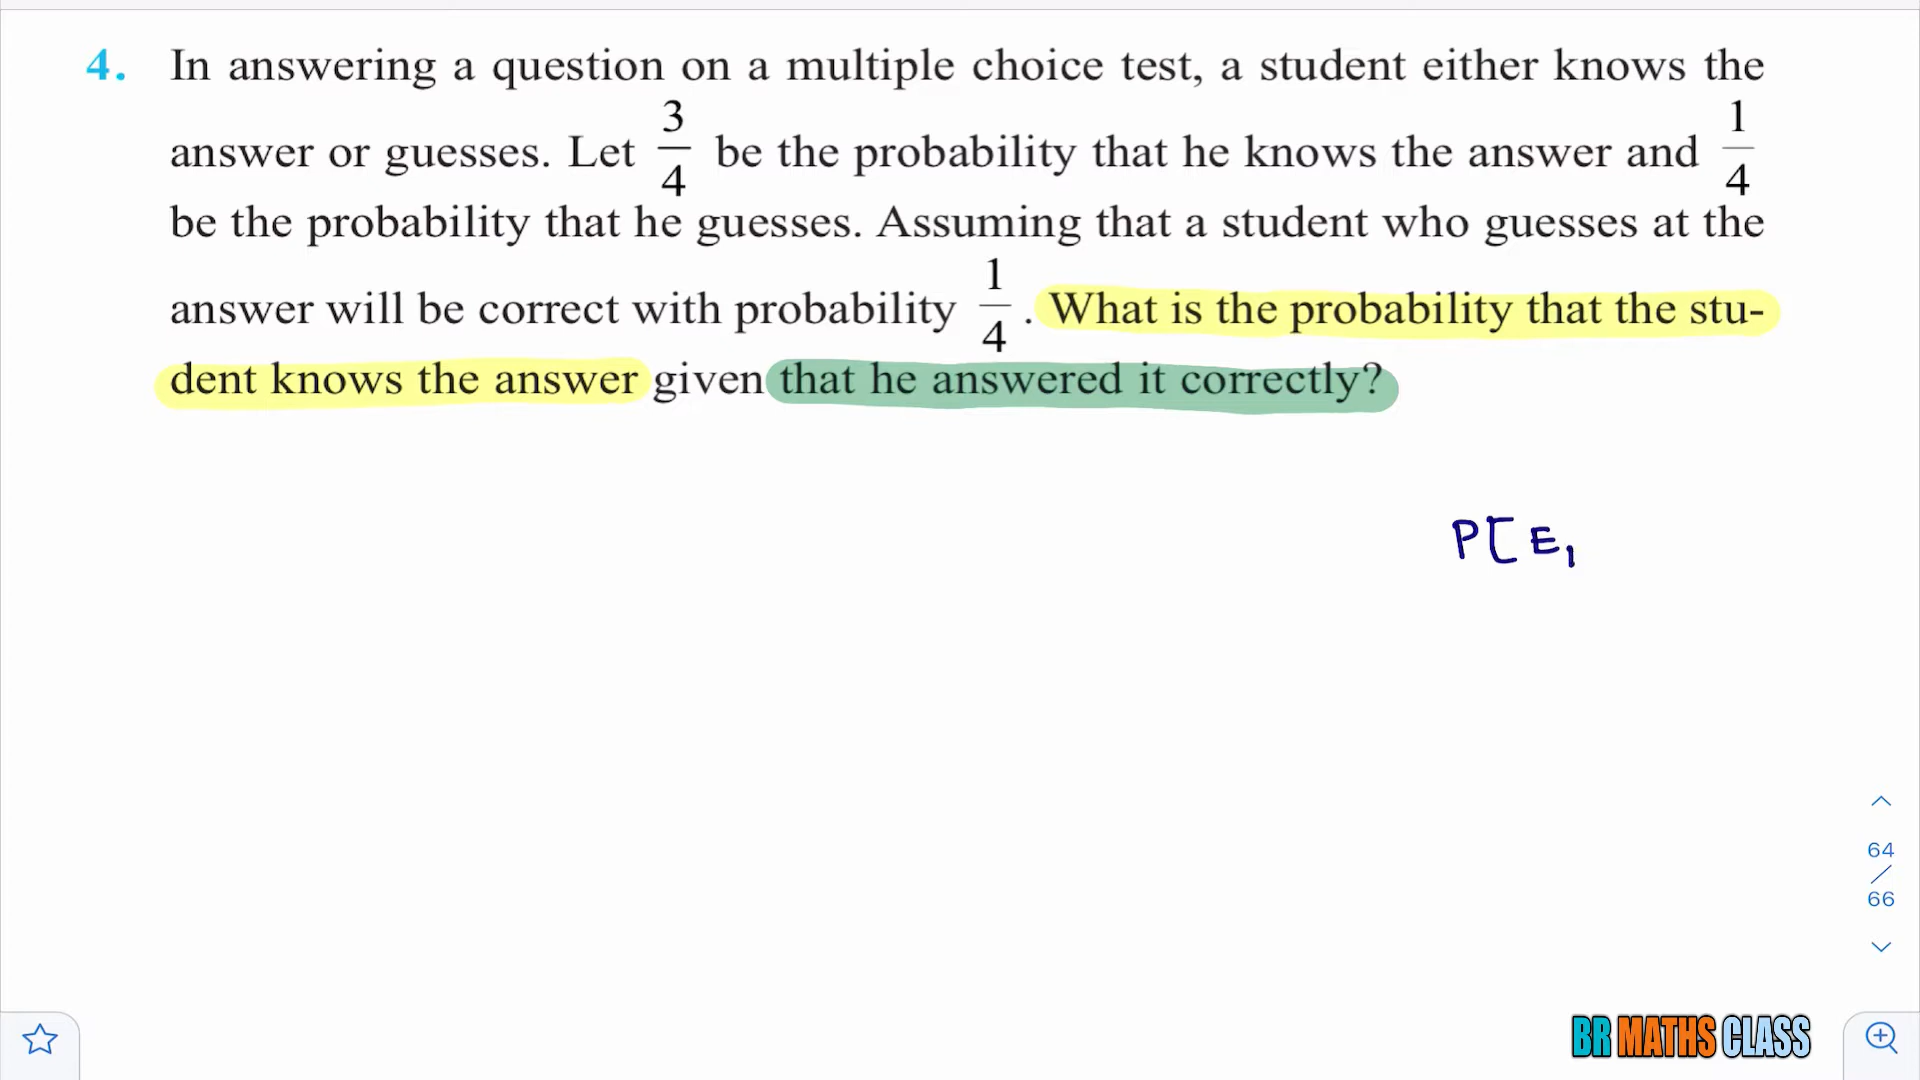 4. In answering a question on a multiple choice test, a student either knows the
answer or guesses. Let 3/4 be the probability that he knows the answer and 1/4
be the probability that he guesses. Assuming that a student who guesses at the
answer will be correct with probability 1/4 . What is the probability that the stu-
dent knows the answer given that he answered it correctly?
P[E₁
64
/
66
BR MATHS CLASS